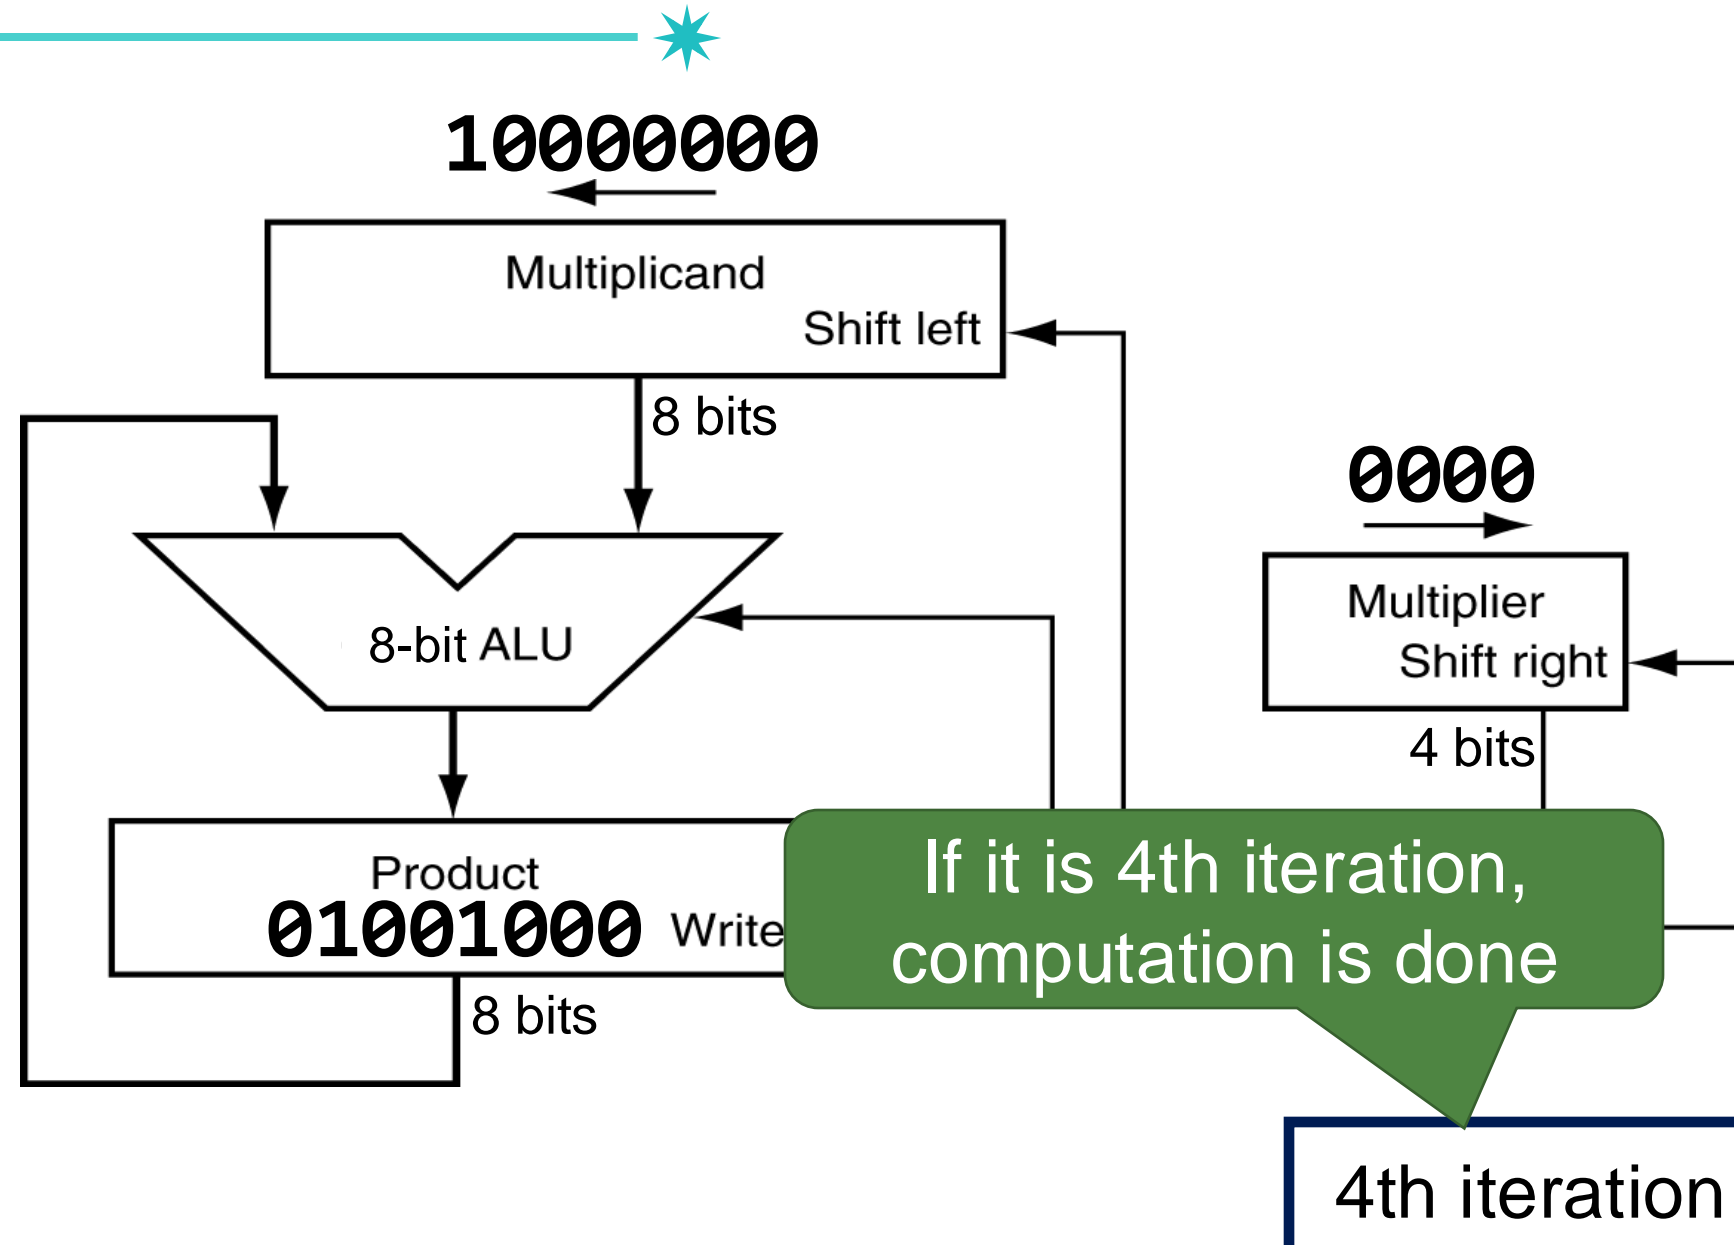 10000000
Multiplicand
Shift left
8 bits
0000
Multiplier
Shift right
8-bit ALU
4 bits
Product
01001000 Write
8 bits
If it is 4th iteration,
computation is done
4th iteration